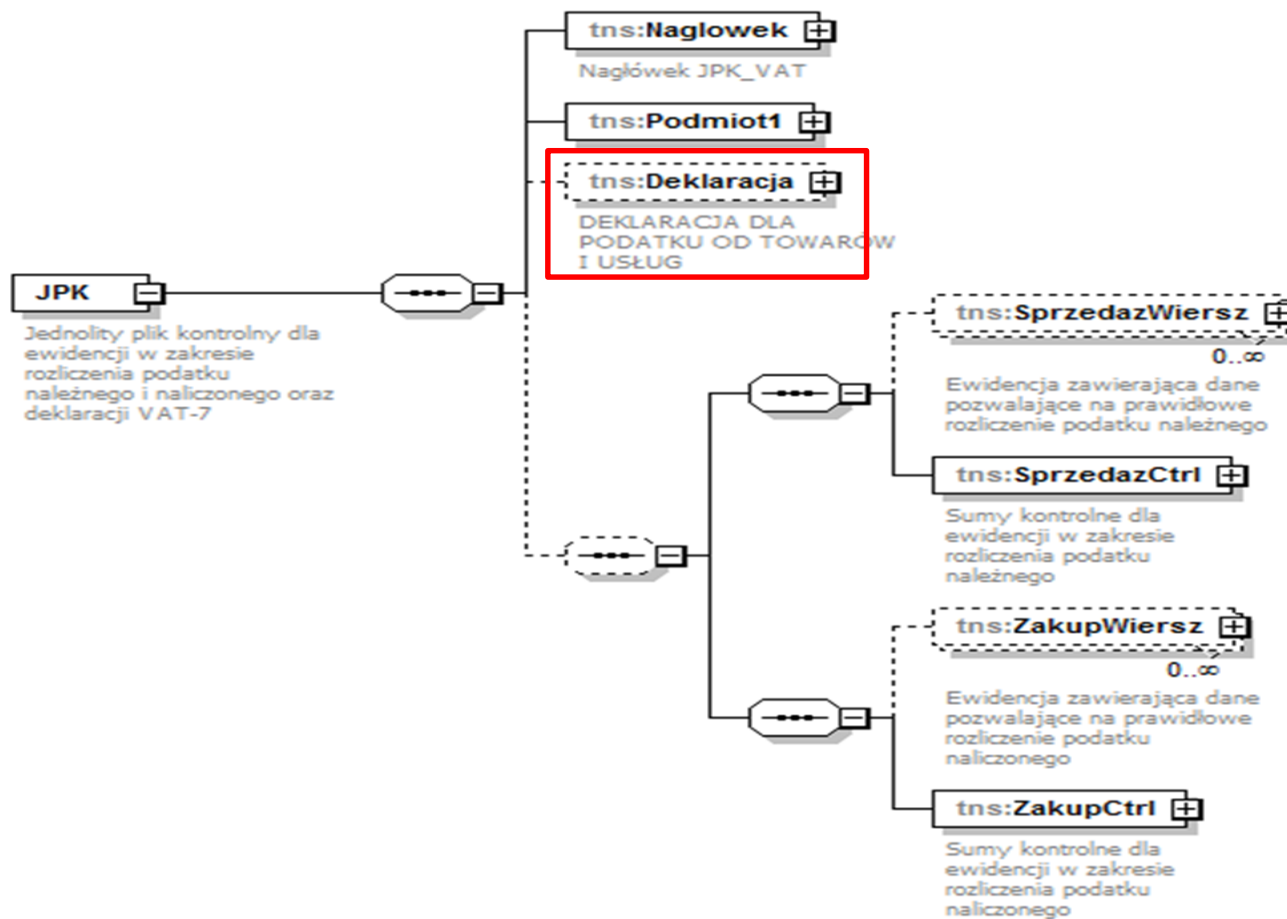 tns:Naglowek
Nagłówek JPK_VAT
tns:Podmiot1
tns:Deklaracja
DEKLARACJA DLA
PODATKU OD TOWARÓW
I USŁUG
JPK
Jednolity plik kontrolny dla
ewidencji w zakresie
rozliczenia podatku
należnego i naliczonego oraz
deklaracji VAT-7
tns:SprzedazWiersz
0..∞
Ewidencja zawierająca dane
pozwalające na prawidłowe
rozliczenie podatku należnego
tns:SprzedazCtrl
Sumy kontrolne dla
ewidencji w zakresie
rozliczenia podatku
należnego
tns:ZakupWiersz
0..∞
Ewidencja zawierająca dane
pozwalające na prawidłowe
rozliczenie podatku
naliczonego
tns:ZakupCtrl
Sumy kontrolne dla
ewidencji w zakresie
rozliczenia podatku
naliczonego